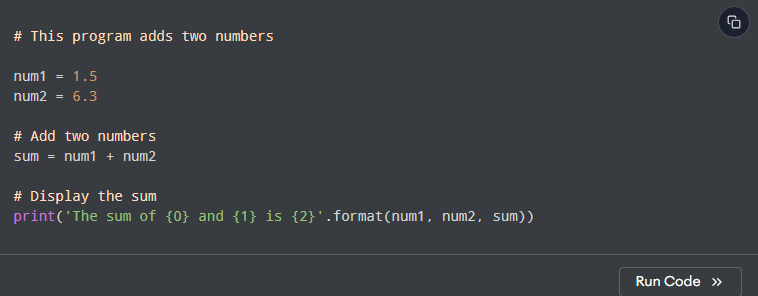 # This program adds two numbers
num1 = 1.5
num2 = 6.3
# Add two numbers
sum = num1 + num2
# Display the sum
print('The sum of {0} and {1} is {2}'.format(num1, num2, sum))
Run Code »